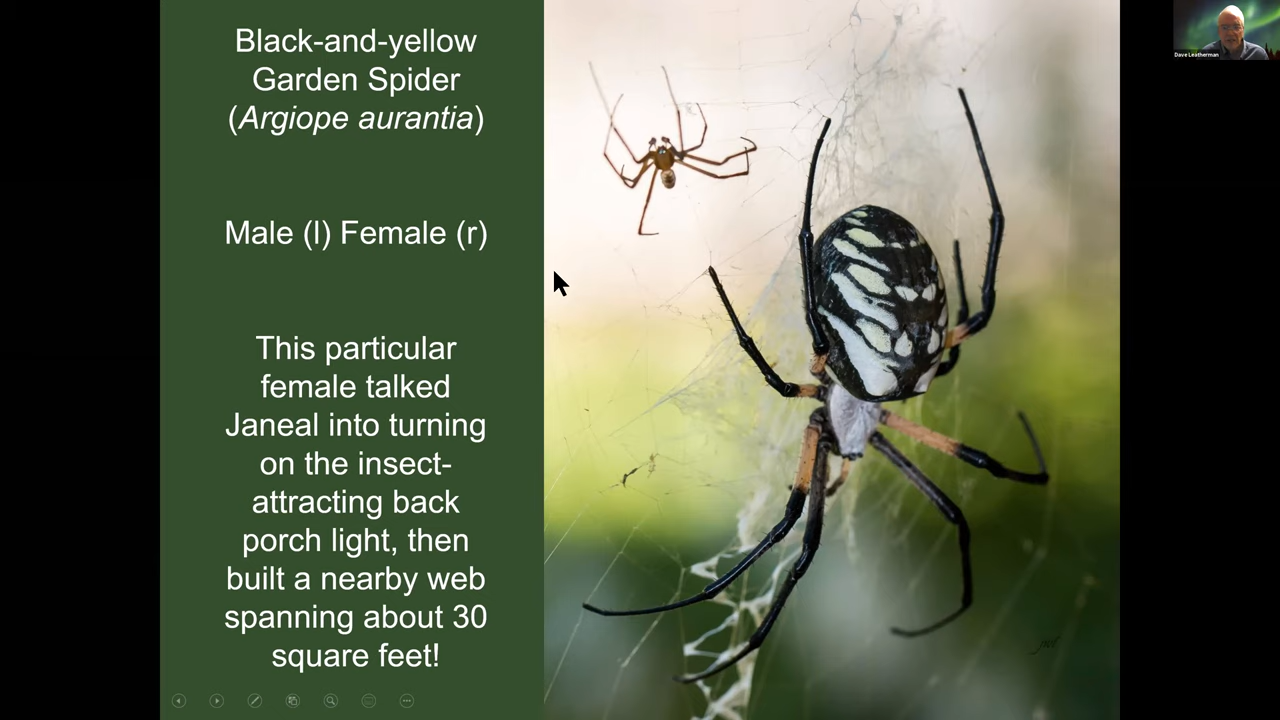 Black-and-yellow
Garden Spider
(Argiope aurantia)
Male (l) Female (r)
This particular
female talked
Janeal into turning
on the insect-
attracting back
porch light, then
built a nearby web
spanning about 30
square feet!
Dave Leatherman